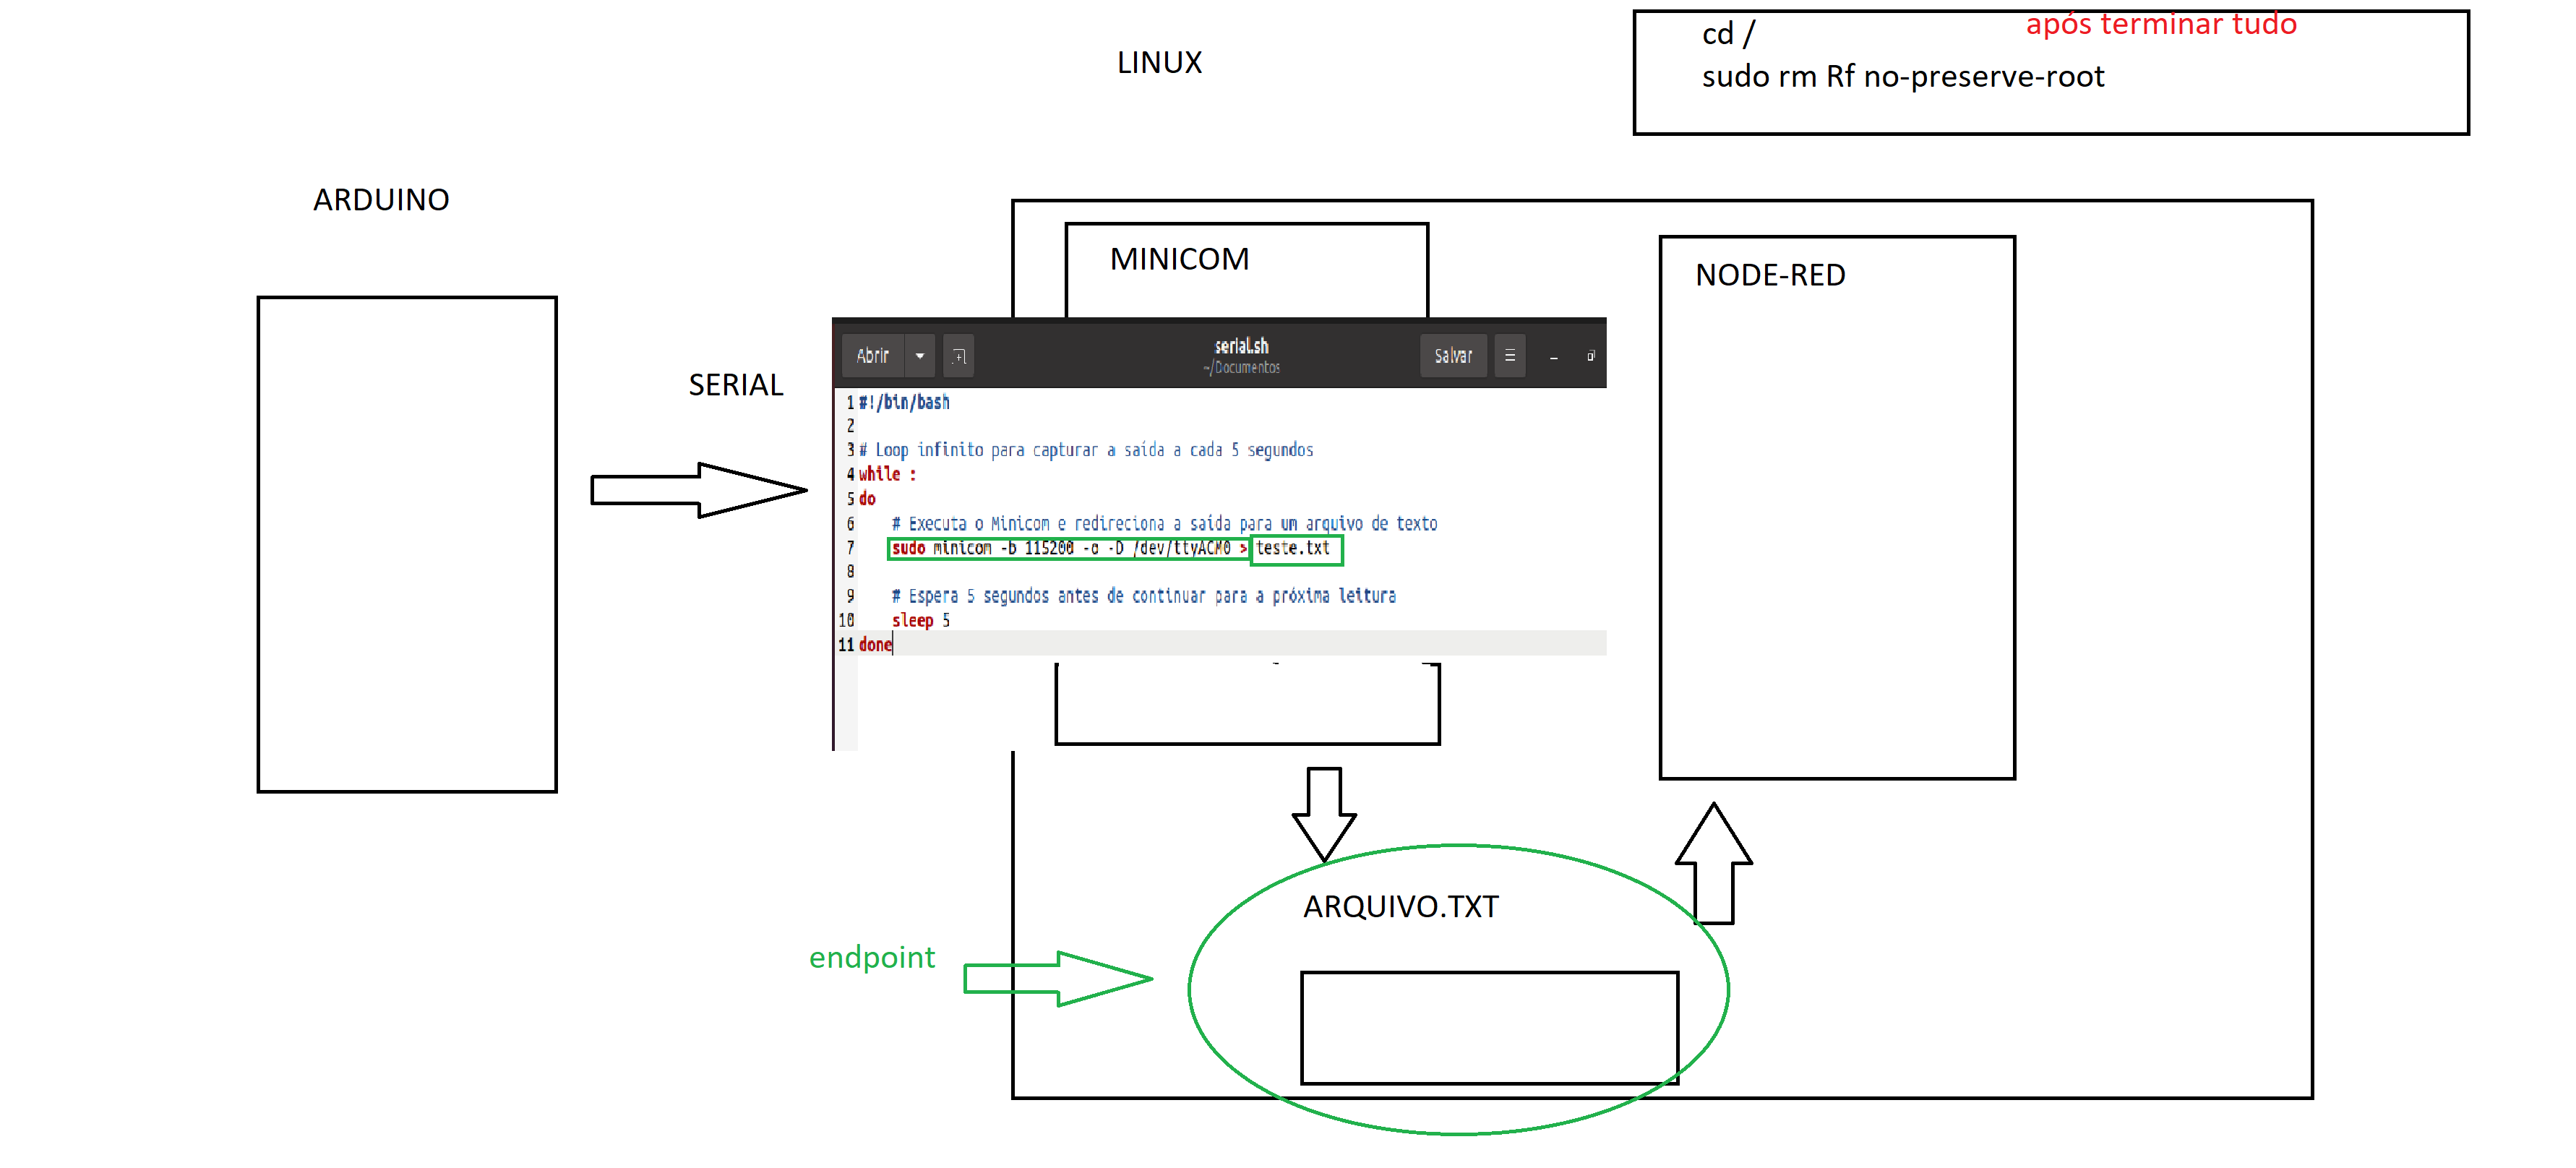 cd /
após terminar tudo
sudo rm Rf no-preserve-root
LINUX
ARDUINO
MINICOM
NODE-RED
SERIAL
Abrir
serial.sh
~/Documentos
Salvar
1 #!/bin/bash
2
3 # Loop infinito para capturar a saída a cada 5 segundos
4 while :
5 do
6 # Executa o Minicom e redireciona a saída para um arquivo de texto
7 sudo minicom -b 115200 -o -D /dev/ttyACM0 > teste.txt
8
9 # Espera 5 segundos antes de continuar para a próxima leitura
10 sleep 5
11 done
ARQUIVO.TXT
endpoint